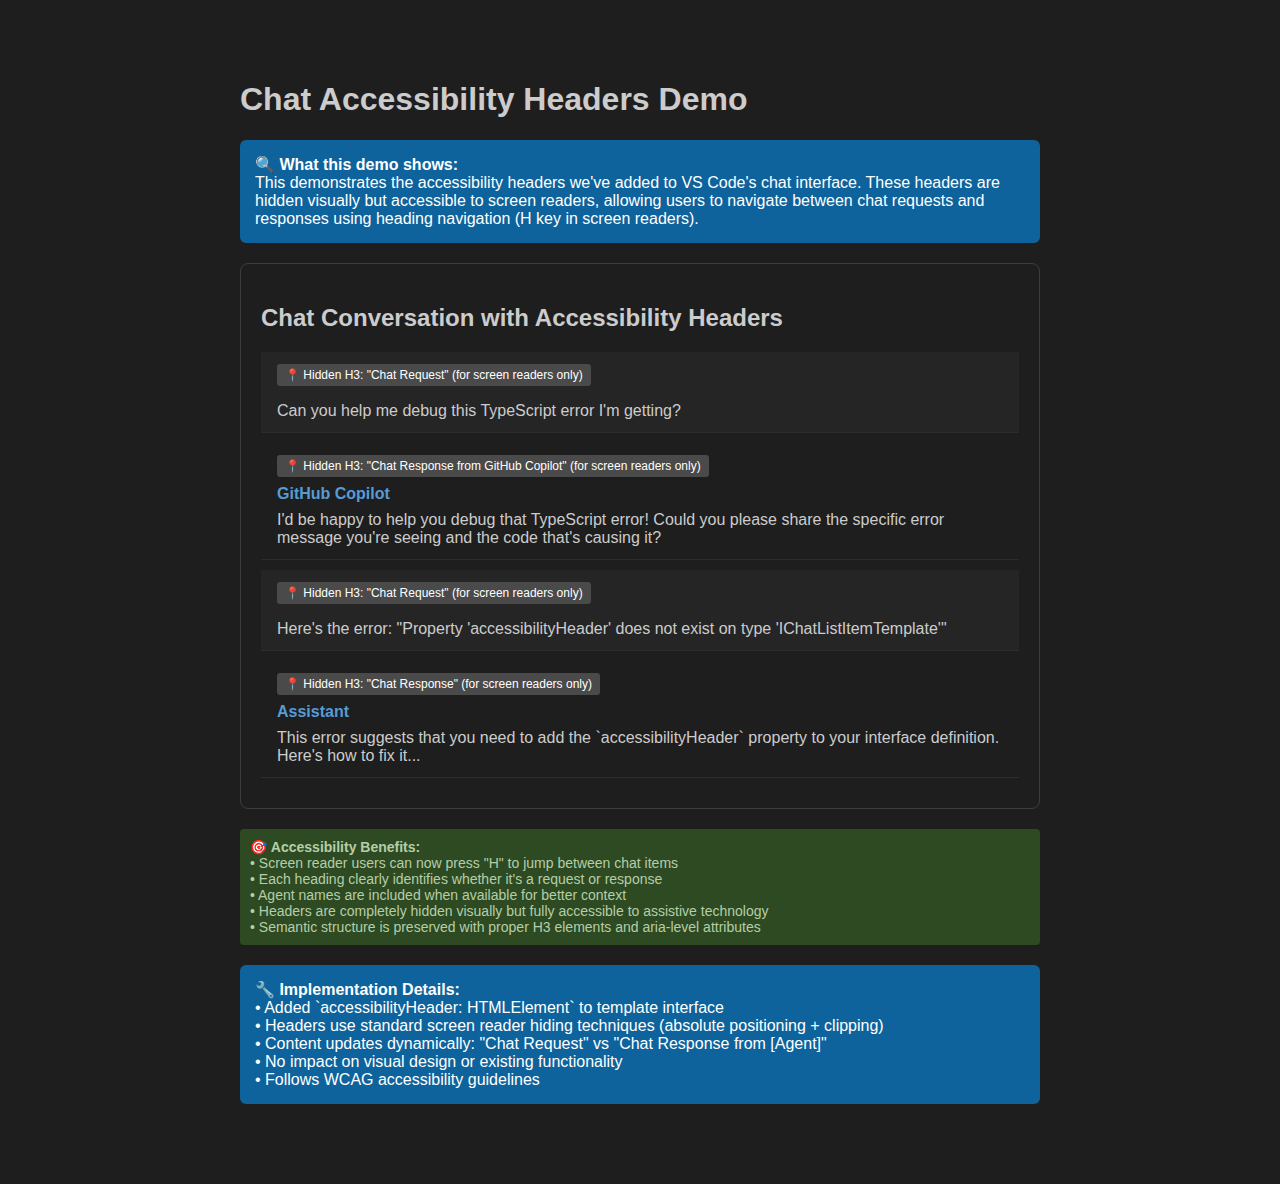 Chat Accessibility Headers Demo
🔍 What this demo shows:
This demonstrates the accessibility headers we've added to VS Code's chat interface. These headers are
hidden visually but accessible to screen readers, allowing users to navigate between chat requests and
responses using heading navigation (H key in screen readers).
Chat Conversation with Accessibility Headers
📍 Hidden H3: "Chat Request" (for screen readers only)
Can you help me debug this TypeScript error I'm getting?
📍 Hidden H3: "Chat Response from GitHub Copilot" (for screen readers only)
GitHub Copilot
I'd be happy to help you debug that TypeScript error! Could you please share the specific error
message you're seeing and the code that's causing it?
📍 Hidden H3: "Chat Request" (for screen readers only)
Here's the error: "Property 'accessibilityHeader' does not exist on type 'IChatListItemTemplate'"
📍 Hidden H3: "Chat Response" (for screen readers only)
Assistant
This error suggests that you need to add the `accessibilityHeader` property to your interface definition.
Here's how to fix it...
🎯 Accessibility Benefits:
• Screen reader users can now press "H" to jump between chat items
• Each heading clearly identifies whether it's a request or response
• Agent names are included when available for better context
• Headers are completely hidden visually but fully accessible to assistive technology
• Semantic structure is preserved with proper H3 elements and aria-level attributes
🔧 Implementation Details:
• Added `accessibilityHeader: HTMLElement` to template interface
• Headers use standard screen reader hiding techniques (absolute positioning + clipping)
• Content updates dynamically: "Chat Request" vs "Chat Response from [Agent]"
• No impact on visual design or existing functionality
• Follows WCAG accessibility guidelines